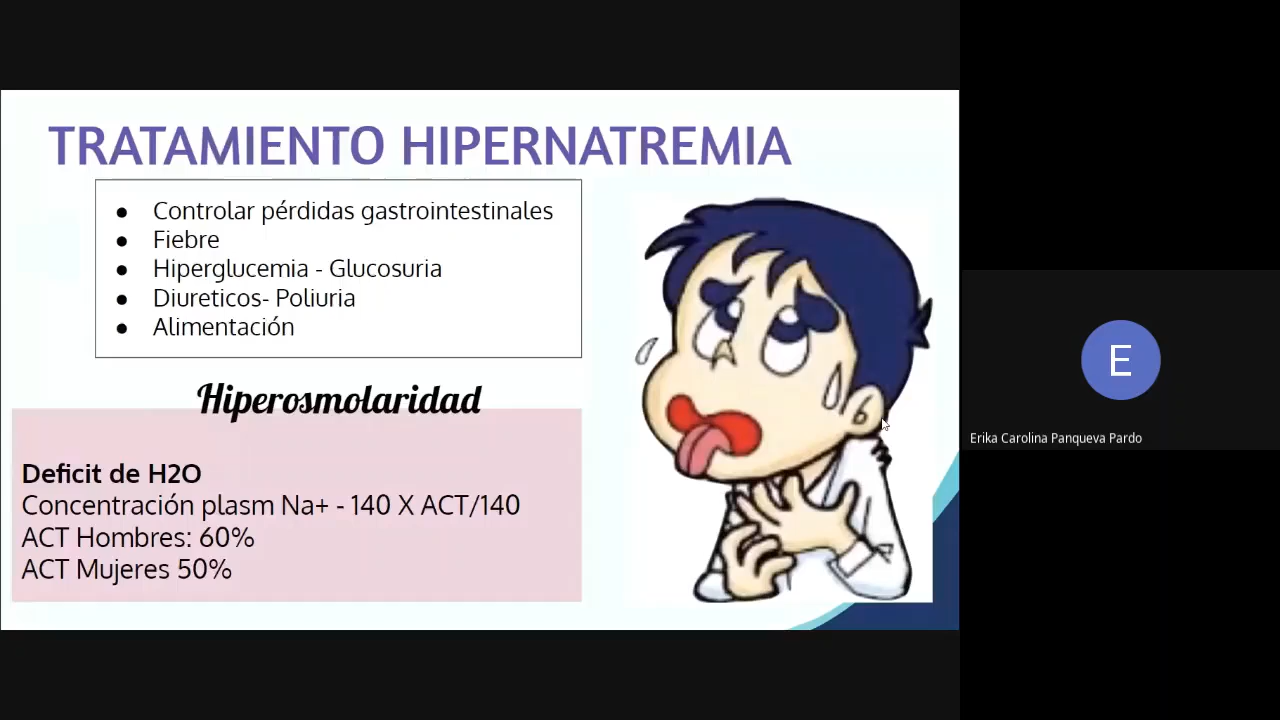 TRATAMIENTO HIPERNATREMIA
● Controlar pérdidas gastrointestinales
● Fiebre
● Hiperglucemia - Glucosuria
● Diureticos- Poliuria
● Alimentación
Hiperosmolaridad
Deficit de H2O
Concentración plasm Na+ - 140 X ACT/140
ACT Hombres: 60%
ACT Mujeres 50%
E
Erika Carolina Panqueva Pardo